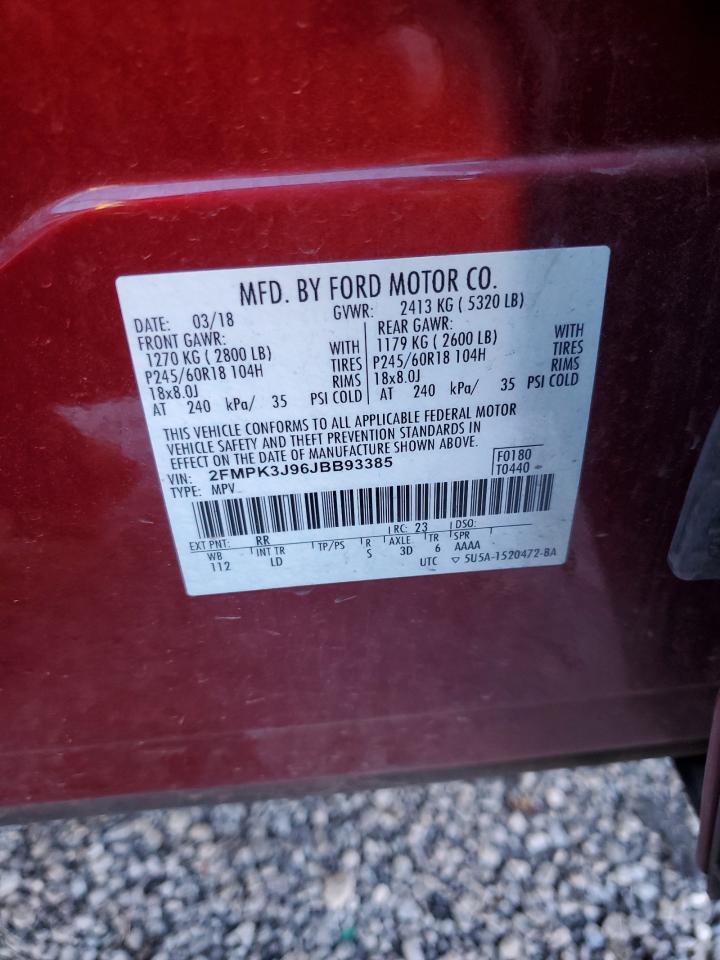 MFD. BY FORD MOTOR CO.
DATE: 03/18 GVWR: 2413 KG ( 5320 LB)
FRONT GAWR: REAR GAWR:
1270 KG ( 2800 LB) WITH 1179 KG ( 2600 LB) WITH
P245/60R18 104H TIRES P245/60R18 104H TIRES
18x8.0J RIMS 18x8.0J RIMS
AT 240 kPa/ 35 PSI COLD AT 240 kPa/ 35 PSI COLD
THIS VEHICLE CONFORMS TO ALL APPLICABLE FEDERAL MOTOR
VEHICLE SAFETY AND THEFT PREVENTION STANDARDS IN
EFFECT ON THE DATE OF MANUFACTURE SHOWN ABOVE.
VIN: 2FMPK3J96JBB93385 F0180
TYPE: MPV T0440
EXT PNT: RR RC: 23 DSO:
WB INT TR TP/PS R AXLE TR SPR
112 LD S 3D 6 AAAA
UTC ▽ 5U5A-1520472-BA